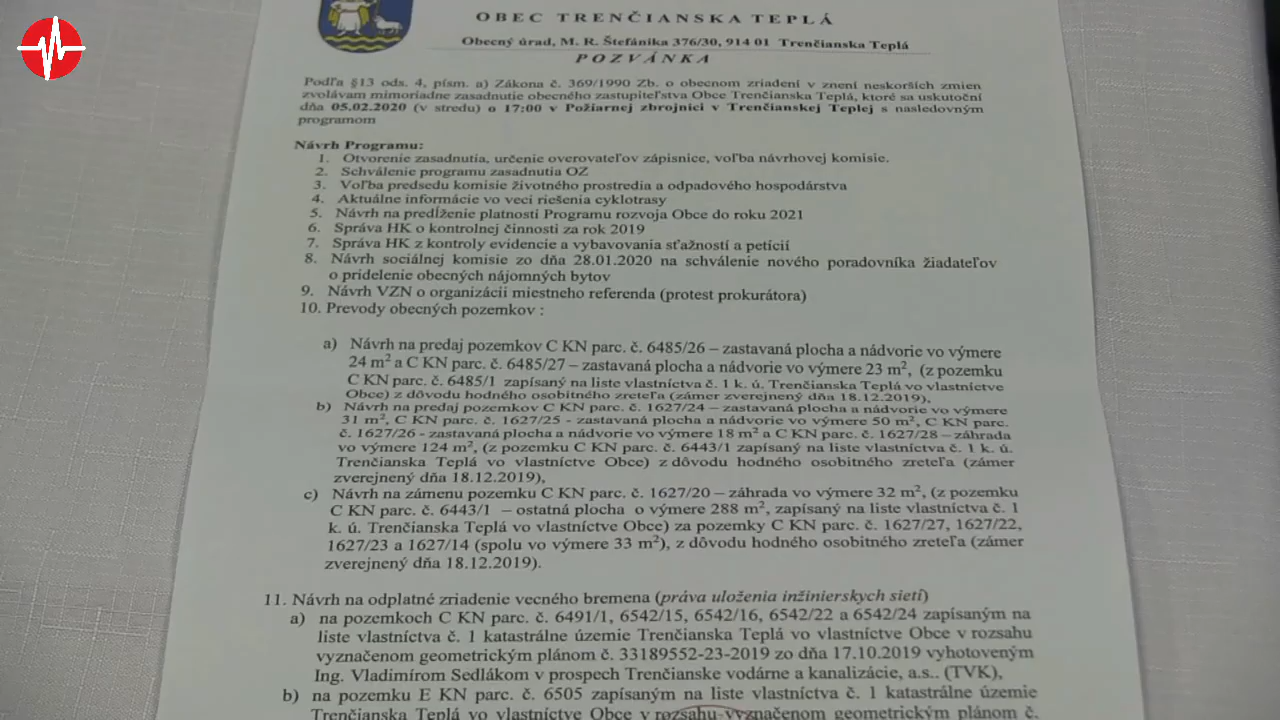 OBEC TRENČIANSKA TEPLÁ
Obecný úrad, M. R. Štefánika 376/30, 914 01 Trenčianska Teplá
POZVÁNKA
Podľa §13 ods. 4, písm. a) Zákona č. 369/1990 Zb. o obecnom zriadení v znení neskorších zmien
zvolávam mimoriadne zasadnutie obecného zastupiteľstva Obce Trenčianska Teplá, ktoré sa uskutoční
dňa 05.02.2020 (v stredu) o 17:00 v Požiarnej zbrojnici v Trenčianskej Teplej s nasledovným
programom
Návrh Programu:
1. Otvorenie zasadnutia, určenie overovateľov zápisnice, voľba návrhovej komisie.
2. Schválenie programu zasadnutia OZ
3. Voľba predsedu komisie životného prostredia a odpadového hospodárstva
4. Aktuálne informácie vo veci riešenia cyklotrasy
5. Návrh na predĺženie platností Programu rozvoja Obce do roku 2021
6. Správa HK o kontrolnej činnosti za rok 2019
7. Správa HK z kontroly evidencie a vybavovania sťažností a petícií
8. Návrh sociálnej komisie zo dňa 28.01.2020 na schválenie nového poradovníka žiadateľov
o pridelenie obecných nájomných bytov
9. Návrh VZN o organizácii miestneho referenda (protest prokurátora)
10. Prevody obecných pozemkov :
a) Návrh na predaj pozemkov C KN parc. č. 6485/26 – zastavaná plocha a nádvorie vo výmere
24 m² a C KN parc. č. 6485/27 – zastavaná plocha a nádvorie vo výmere 23 m², (z pozemku
C KN parc. č. 6485/1 zapísaný na liste vlastníctva č. 1 k. ú. Trenčianska Teplá vo vlastníctve
Obce) z dôvodu hodného osobitného zreteľa (zámer zverejnený dňa 18.12.2019),
b) Návrh na predaj pozemkov C KN parc. č. 1627/24 – zastavaná plocha a nádvorie vo výmere
31 m², C KN parc. č. 1627/25 - zastavaná plocha a nádvorie vo výmere 50 m², C KN parc.
č. 1627/26 - zastavaná plocha a nádvorie vo výmere 18 m² a C KN parc. č. 1627/28 – záhrada
vo výmere 124 m², (z pozemku C KN parc. č. 6443/1 zapísaný na liste vlastníctva č. 1 k. ú.
Trenčianska Teplá vo vlastníctve Obce) z dôvodu hodného osobitného zreteľa (zámer
zverejnený dňa 18.12.2019),
c) Návrh na zámenu pozemku C KN parc. č. 1627/20 – záhrada vo výmere 32 m², (z pozemku
C KN parc. č. 6443/1 – ostatná plocha o výmere 288 m², zapísaný na liste vlastníctva č. 1
k. ú. Trenčianska Teplá vo vlastníctve Obce) za pozemky C KN parc. č. 1627/27, 1627/22,
1627/23 a 1627/14 (spolu vo výmere 33 m²), z dôvodu hodného osobitného zreteľa (zámer
zverejnený dňa 18.12.2019).
11. Návrh na odplatné zriadenie vecného bremena (práva uloženia inžinierskych sietí)
a) na pozemkoch C KN parc. č. 6491/1, 6542/15, 6542/16, 6542/22 a 6542/24 zapísaným na
liste vlastníctva č. 1 katastrálne územie Trenčianska Teplá vo vlastníctve Obce v rozsahu
vyznačenom geometrickým plánom č. 33189552-23-2019 zo dňa 17.10.2019 vyhotoveným
Ing. Vladimírom Sedlákom v prospech Trenčianske vodárne a kanalizácie, a.s.. (TVK),
b) na pozemku E KN parc. č. 6505 zapísaným na liste vlastníctva č. 1 katastrálne územie
Trenčianska Teplá vo vlastníctve Obce v rozsahu vyznačenom geometrickým plánom č.